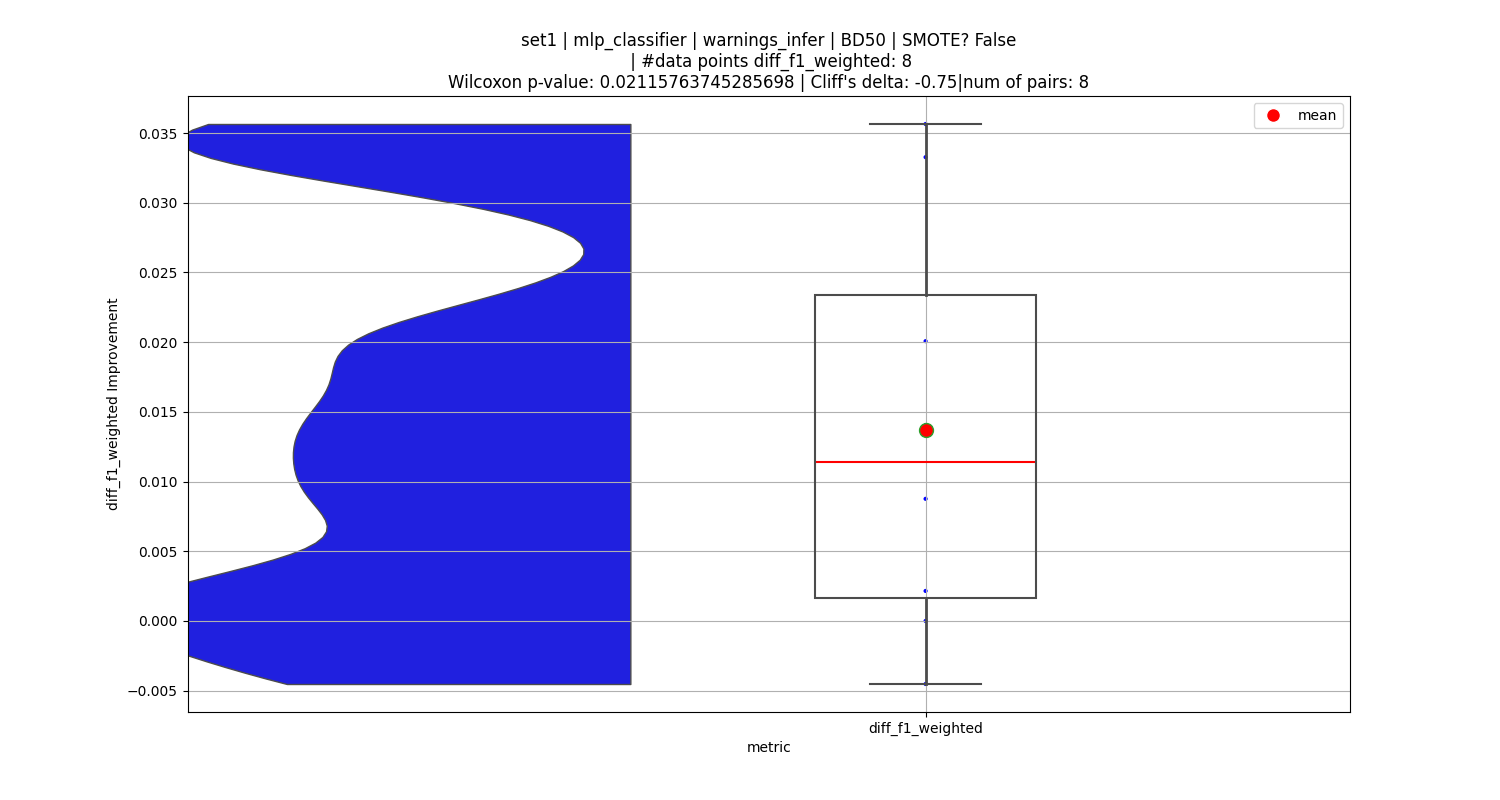 set1 | mlp_classifier | warnings_infer | BD50 | SMOTE? False
| #data points diff_f1_weighted: 8
Wilcoxon p-value: 0.02115763745285698 | Cliff's delta: -0.75|num of pairs: 8
mean
0.035
0.030
0.025
0.020
0.015
0.010
0.005
0.000
−0.005
diff_f1_weighted Improvement
diff_f1_weighted
metric